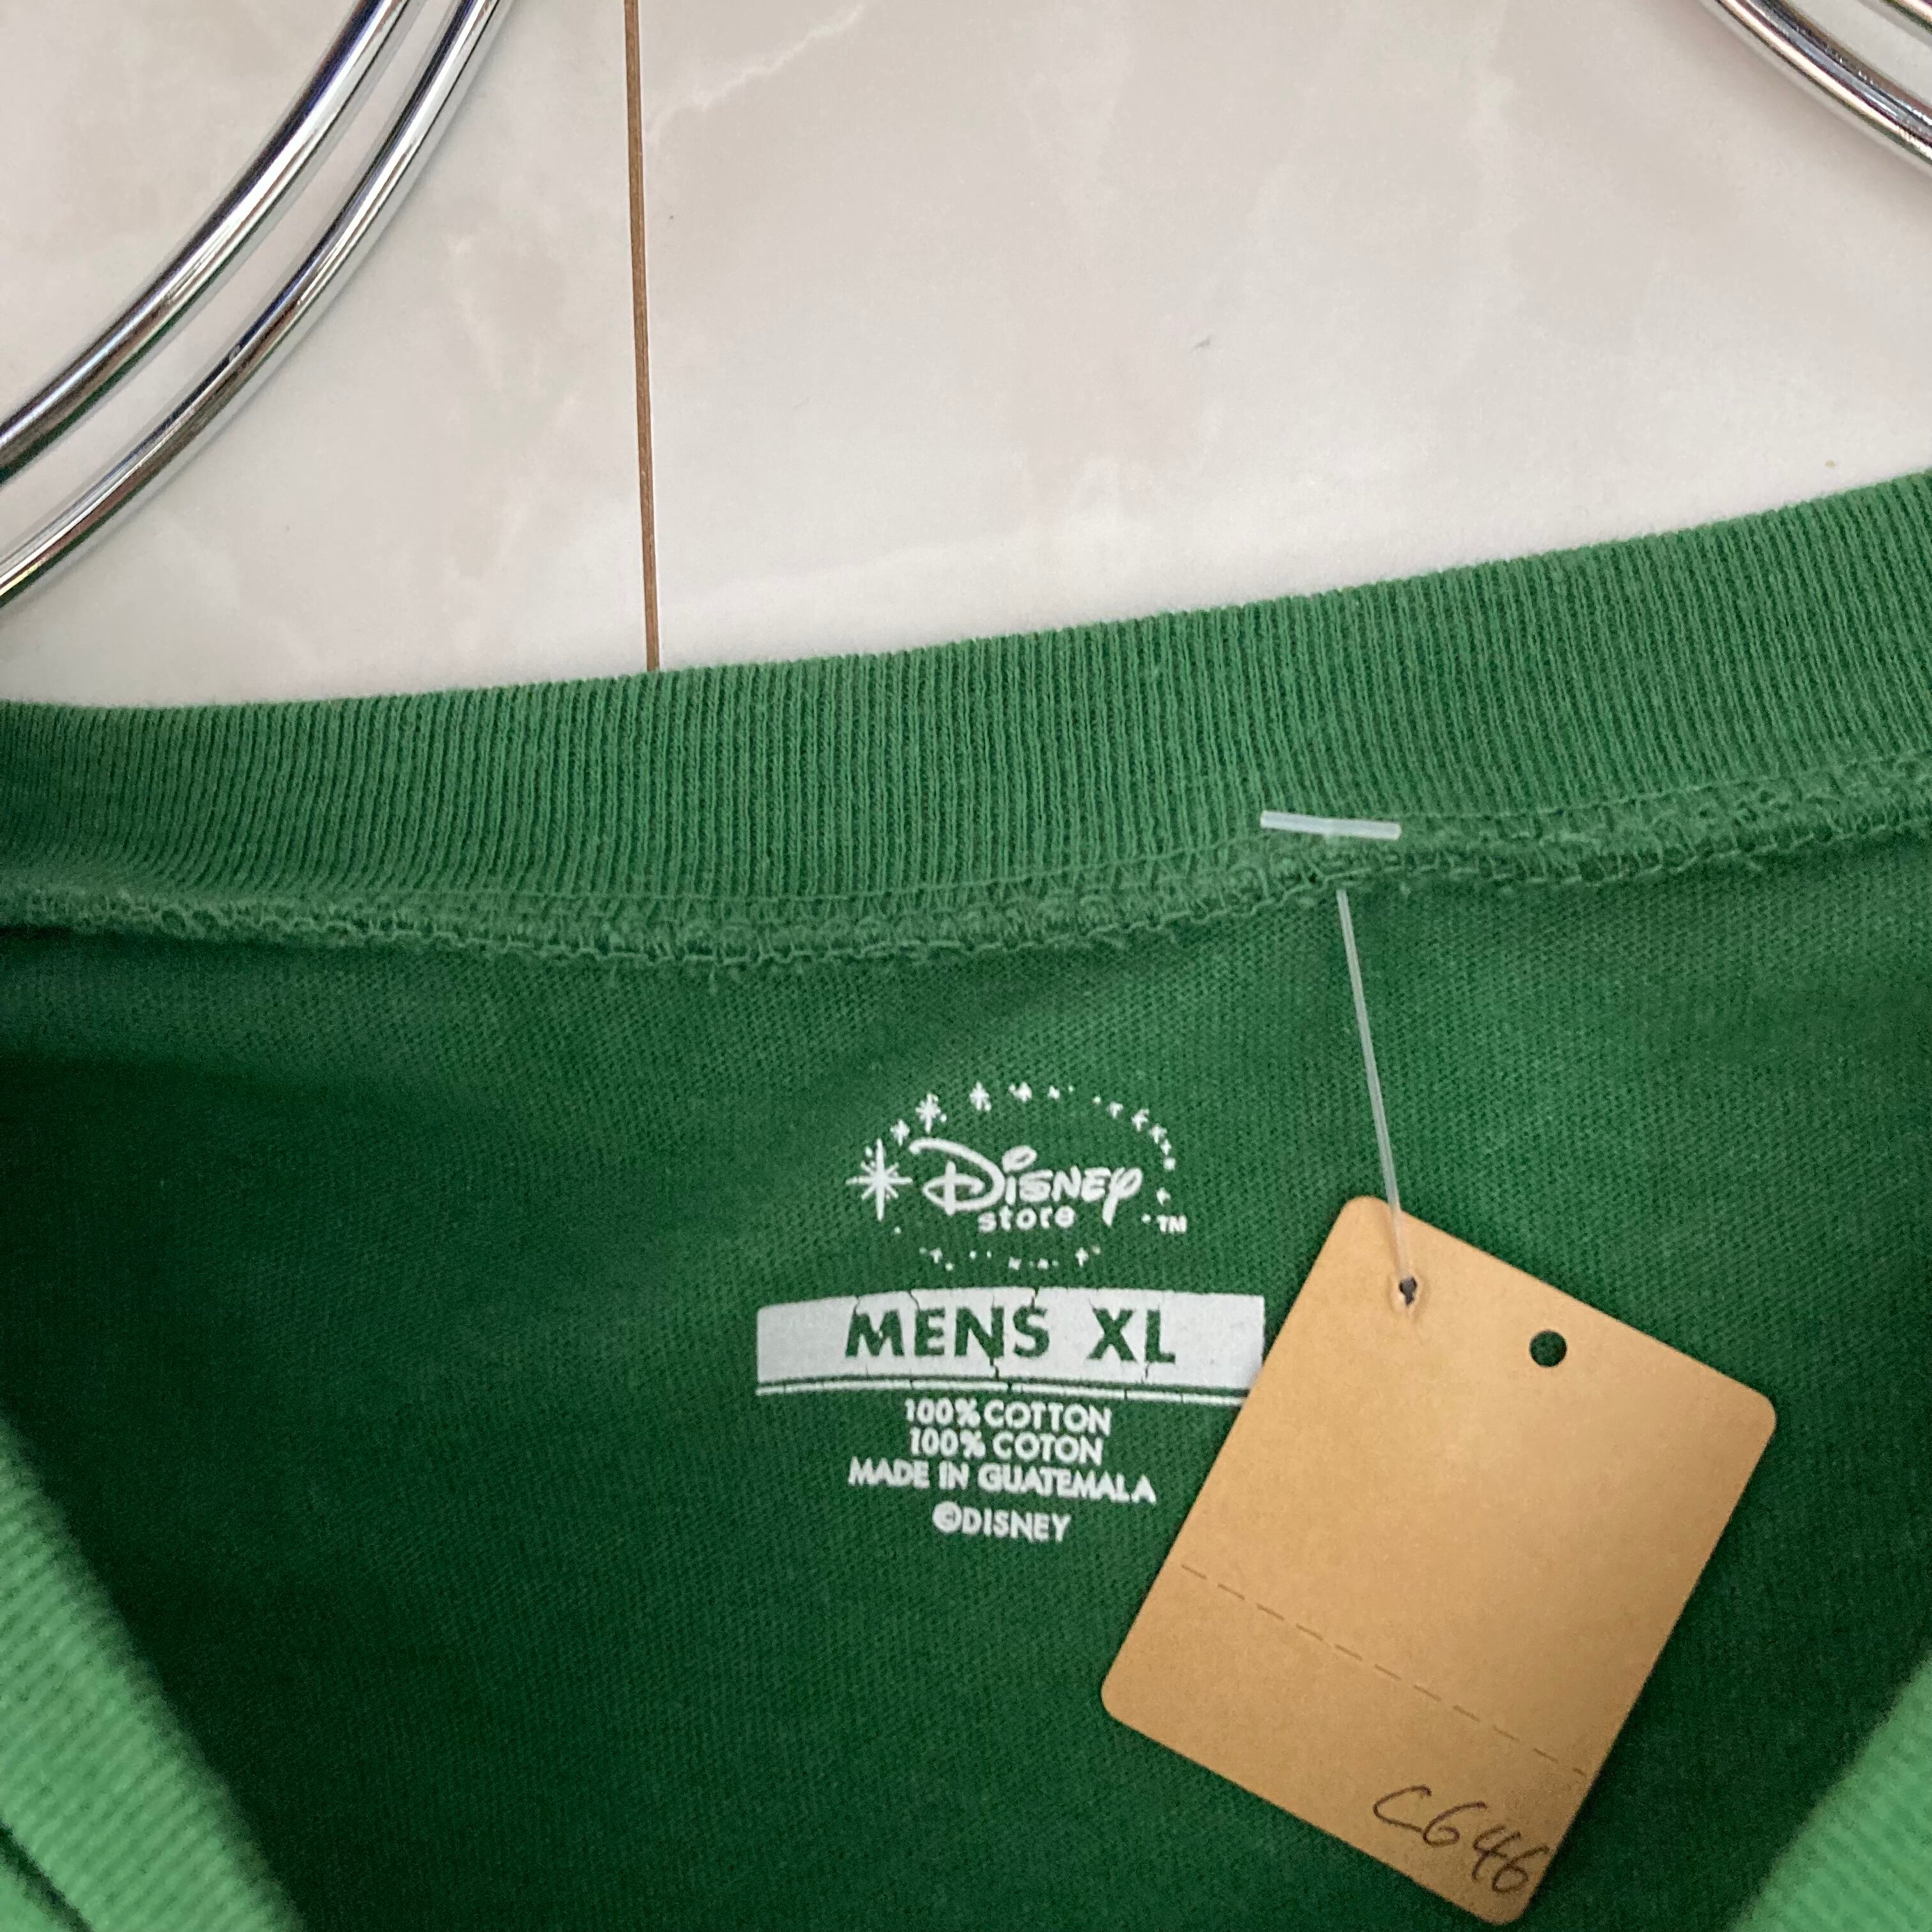 Disney
store ™
MENS XL
100% COTTON
100% COTON
MADE IN GUATEMALA
©DISNEY
C646